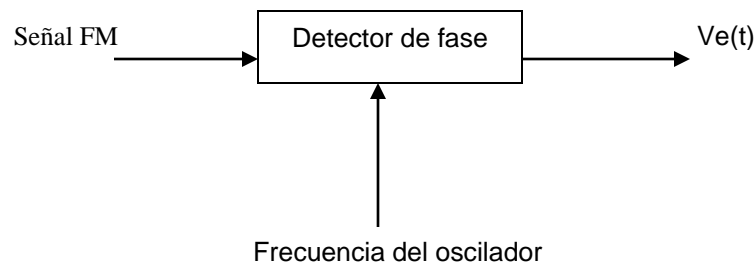 Señal FM
Detector de fase
Ve(t)
Frecuencia del oscilador